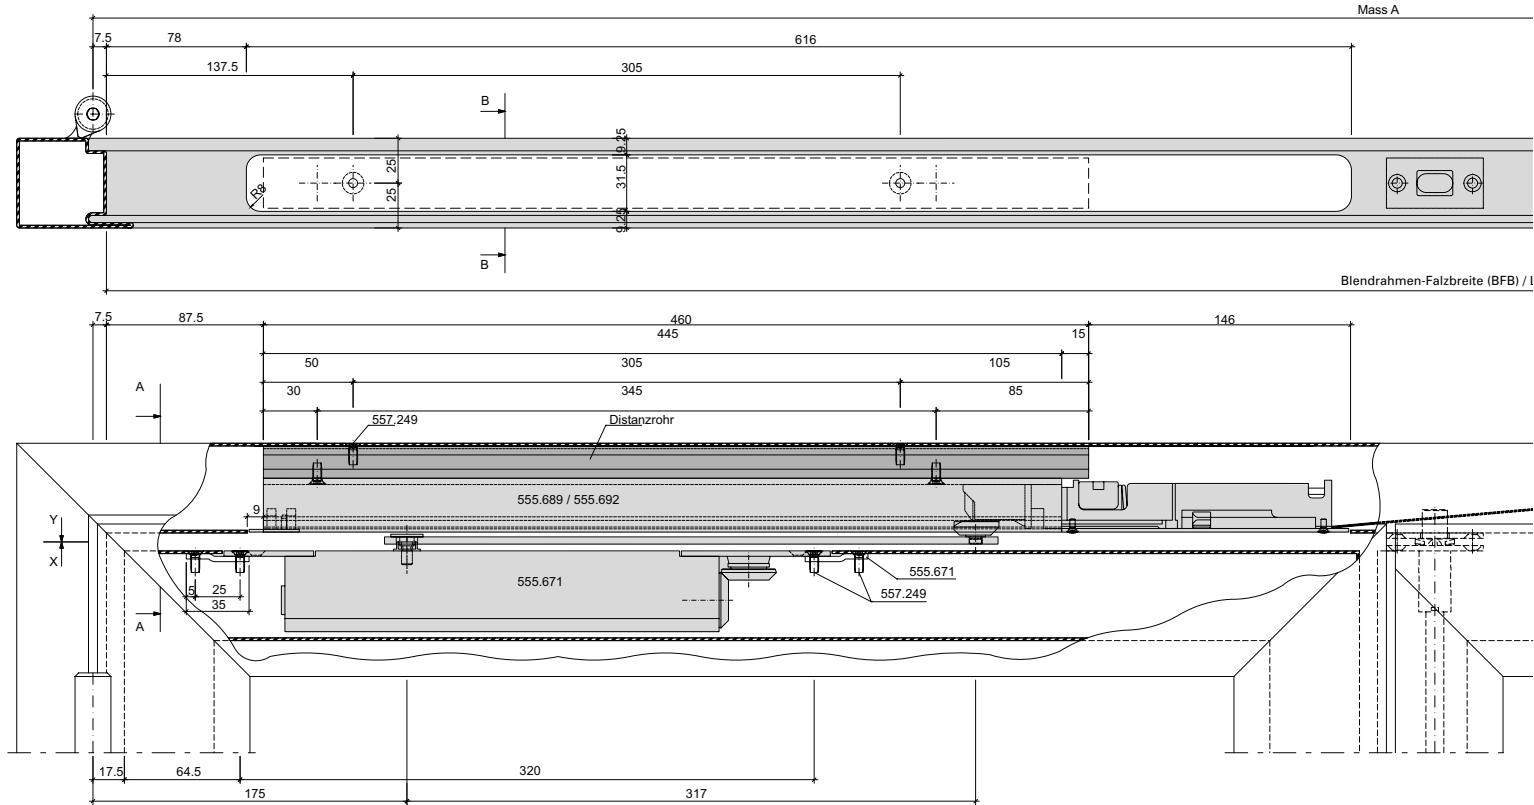 Mass A
7.5 78 616
137.5 305
B
9.25
25
31.5
R8
25
9.25
B
Blendrahmen-Falzbreite (BFB) / L
7.5 87.5 460 146
445 15
50 305 105
A
30 345 85
557.249 Distanzrohr
555.689 / 555.692
9
Y
X
555.671
555.671
5 25
557.249
35
A
17.5 64.5 320
175 317